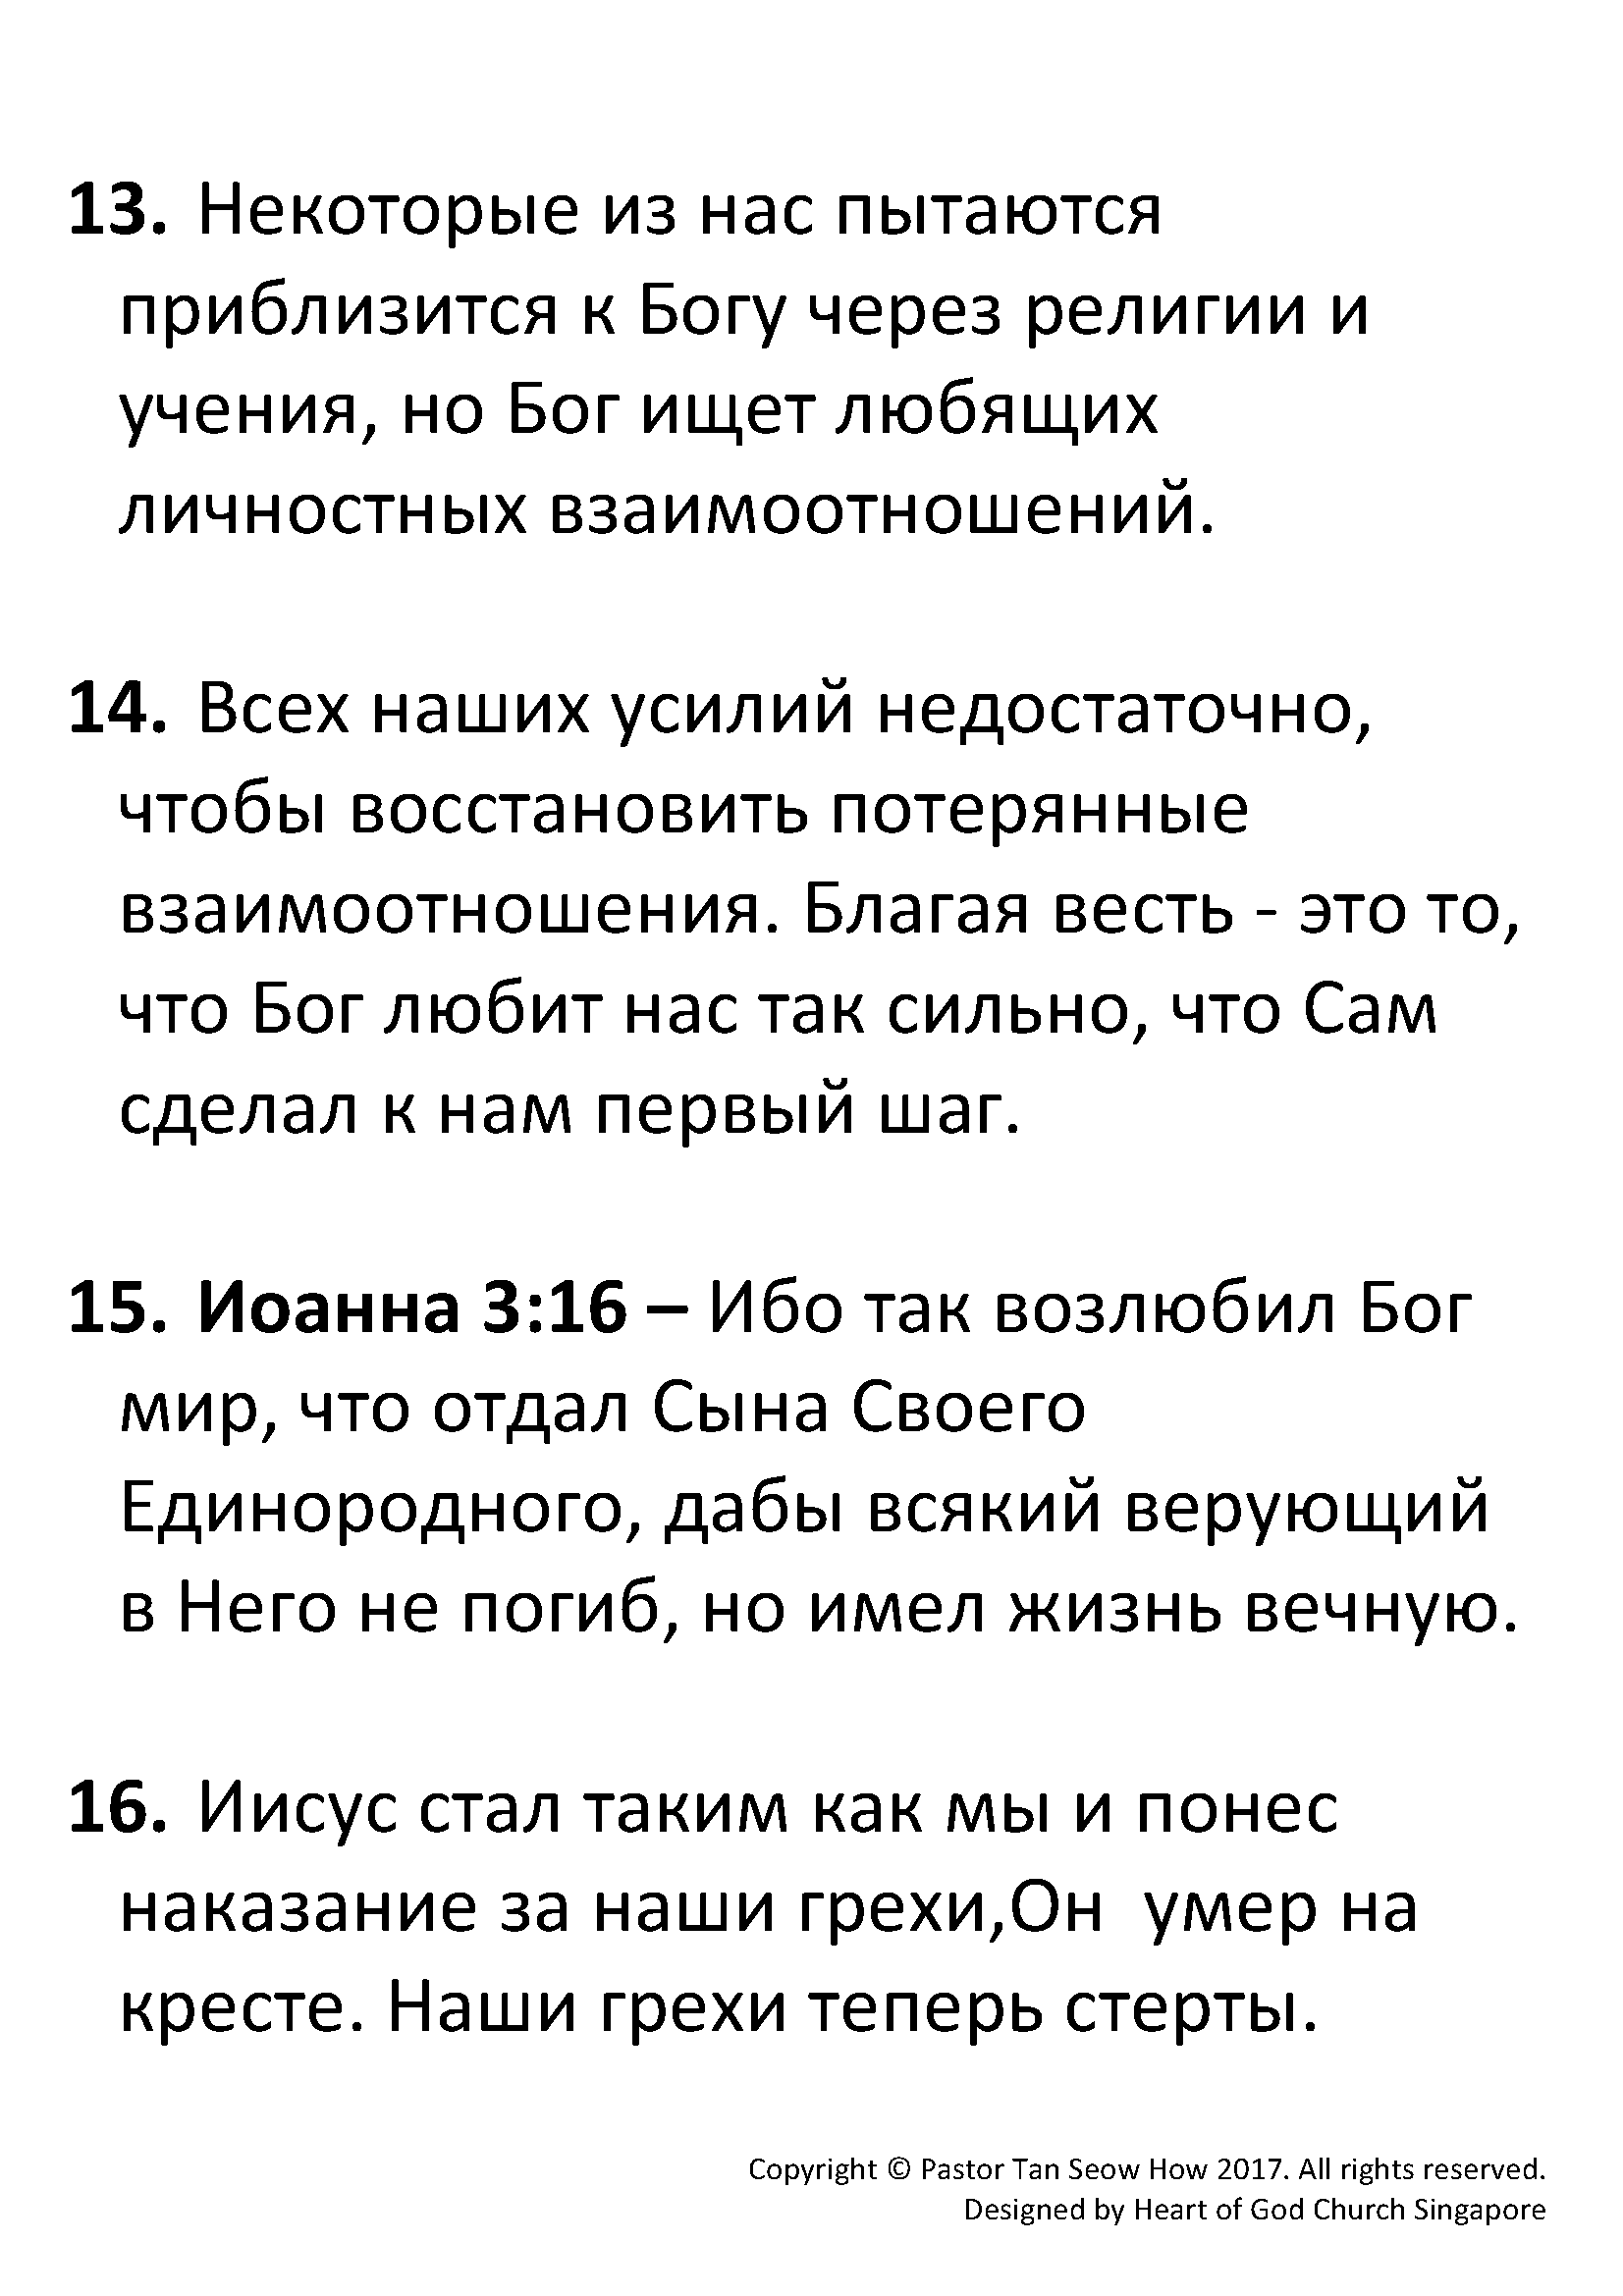 13. Некоторые из нас пытаются
приблизится к Богу через религии и
учения, но Бог ищет любящих
личностных взаимоотношений.
14. Всех наших усилий недостаточно,
чтобы восстановить потерянные
взаимоотношения. Благая весть - это то,
что Бог любит нас так сильно, что Сам
сделал к нам первый шаг.
15. Иоанна 3:16 – Ибо так возлюбил Бог
мир, что отдал Сына Своего
Единородного, дабы всякий верующий
в Него не погиб, но имел жизнь вечную.
16. Иисус стал таким как мы и понес
наказание за наши грехи,Он  умер на
кресте. Наши грехи теперь стерты.
Copyright © Pastor Tan Seow How 2017. All rights reserved.
Designed by Heart of God Church Singapore